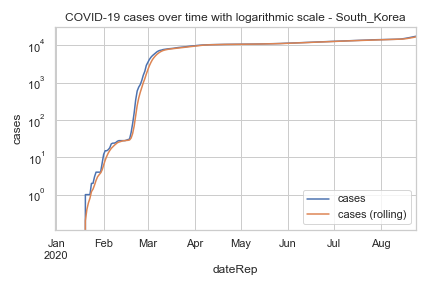 COVID-19 cases over time with logarithmic scale - South_Korea
10⁴
10³
10²
10¹
10⁰
cases
cases
cases (rolling)
Jan Feb Mar Apr May Jun Jul Aug
2020
dateRep